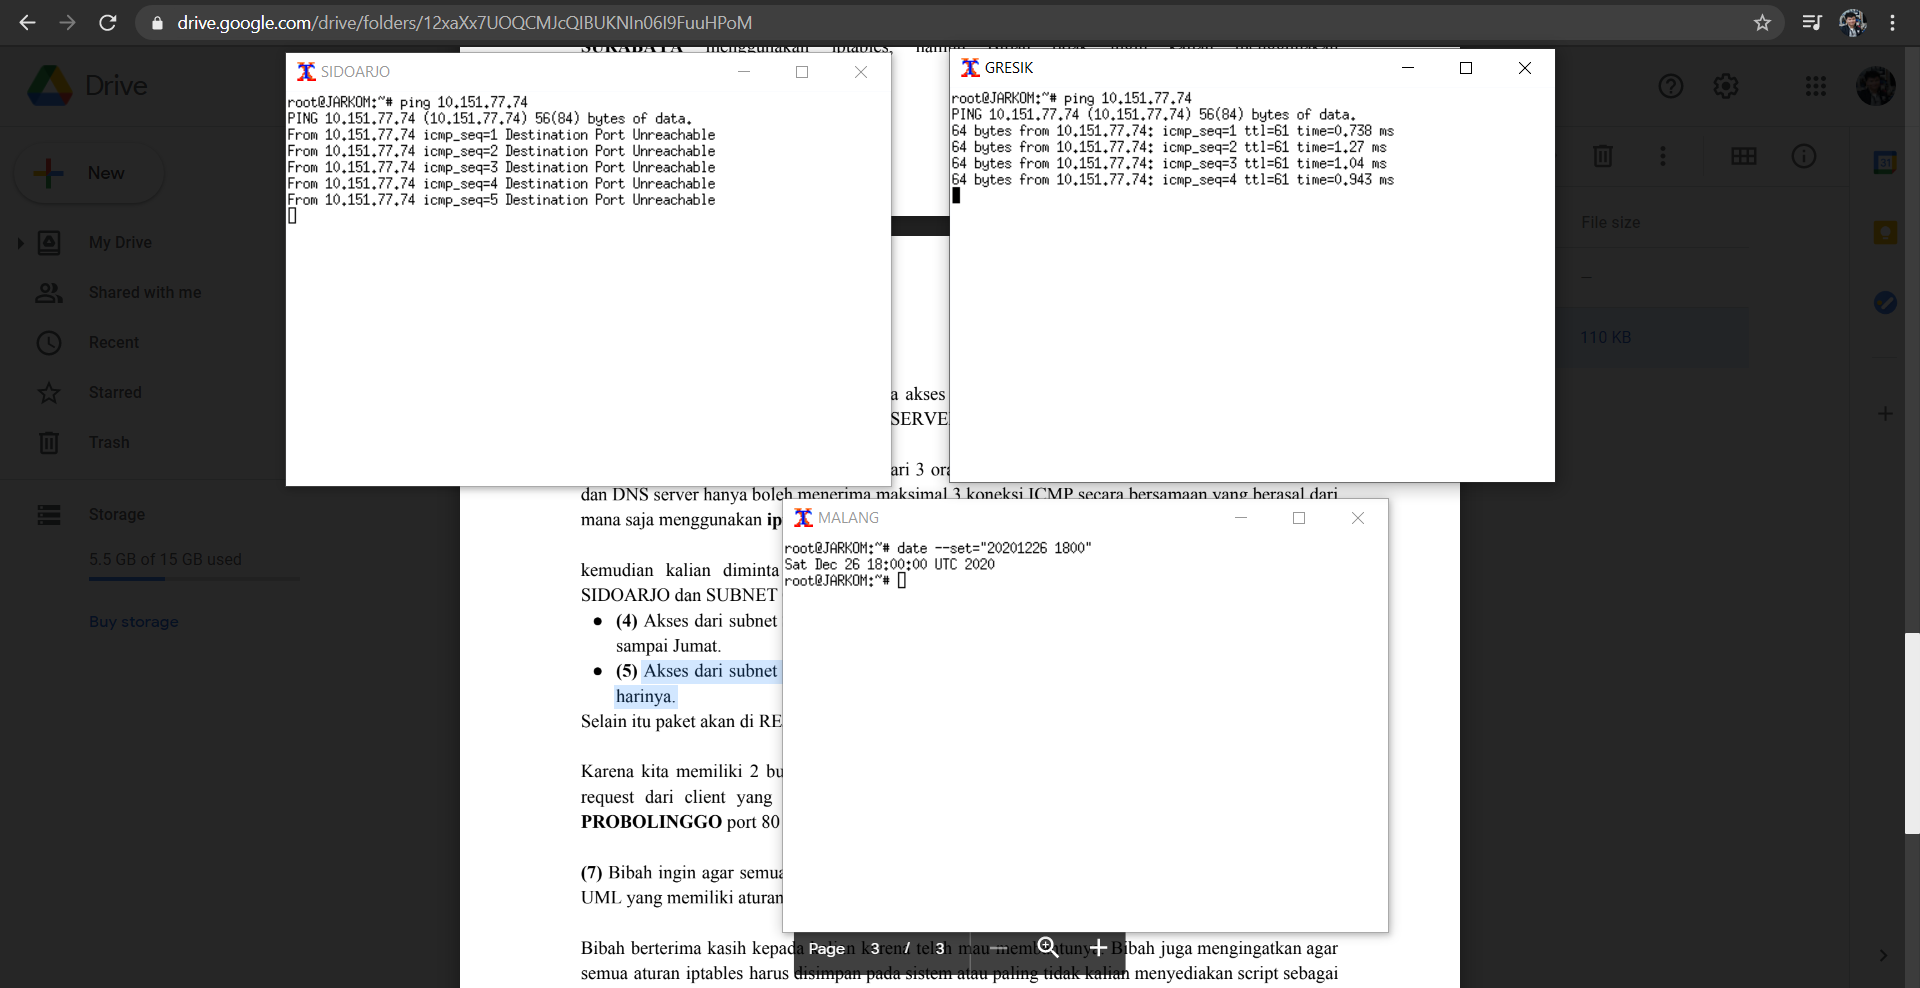 drive.google.com/drive/folders/12xaXx7UOQCMJcQIBUKNIn06I9FuuHPoM
Drive
New
My Drive
Shared with me
Recent
Starred
Trash
Storage
5.5 GB of 15 GB used
Buy storage
File size
—
110 KB
31
SURABAYA menggunakan iptables,
SIDOARJO
root@JARKOM:~# ping 10.151.77.74
PING 10.151.77.74 (10.151.77.74) 56(84) bytes of data.
From 10.151.77.74 icmp_seq=1 Destination Port Unreachable
From 10.151.77.74 icmp_seq=2 Destination Port Unreachable
From 10.151.77.74 icmp_seq=3 Destination Port Unreachable
From 10.151.77.74 icmp_seq=4 Destination Port Unreachable
From 10.151.77.74 icmp_seq=5 Destination Port Unreachable
GRESIK
root@JARKOM:~# ping 10.151.77.74
PING 10.151.77.74 (10.151.77.74) 56(84) bytes of data.
64 bytes from 10.151.77.74: icmp_seq=1 ttl=61 time=0.738 ms
64 bytes from 10.151.77.74: icmp_seq=2 ttl=61 time=1.27 ms
64 bytes from 10.151.77.74: icmp_seq=3 ttl=61 time=1.04 ms
64 bytes from 10.151.77.74: icmp_seq=4 ttl=61 time=0.943 ms
a akses
SERVE
ari 3 ora
dan DNS server hanya boleh menerima maksimal 3 koneksi ICMP secara bersamaan yang berasal dari
mana saja menggunakan ip
MALANG
root@JARKOM:~# date --set="20201226 1800"
Sat Dec 26 18:00:00 UTC 2020
root@JARKOM:~#
kemudian kalian diminta
SIDOARJO dan SUBNET
● (4) Akses dari subnet
sampai Jumat.
● (5) Akses dari subnet
harinya.
Selain itu paket akan di RE
Karena kita memiliki 2 bu
request dari client yang
PROBOLINGGO port 80
(7) Bibah ingin agar semua
UML yang memiliki aturan
Bibah berterima kasih kepada kalian karena telah mau membantunya. Bibah juga mengingatkan agar
semua aturan iptables harus disimpan pada sistem atau paling tidak kalian menyediakan script sebagai
Page 3 / 3